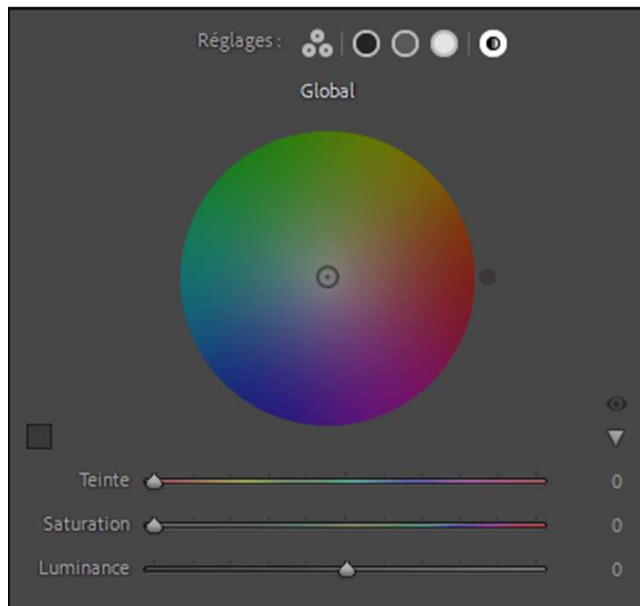 Réglages :
Global
Teinte 0
Saturation 0
Luminance 0